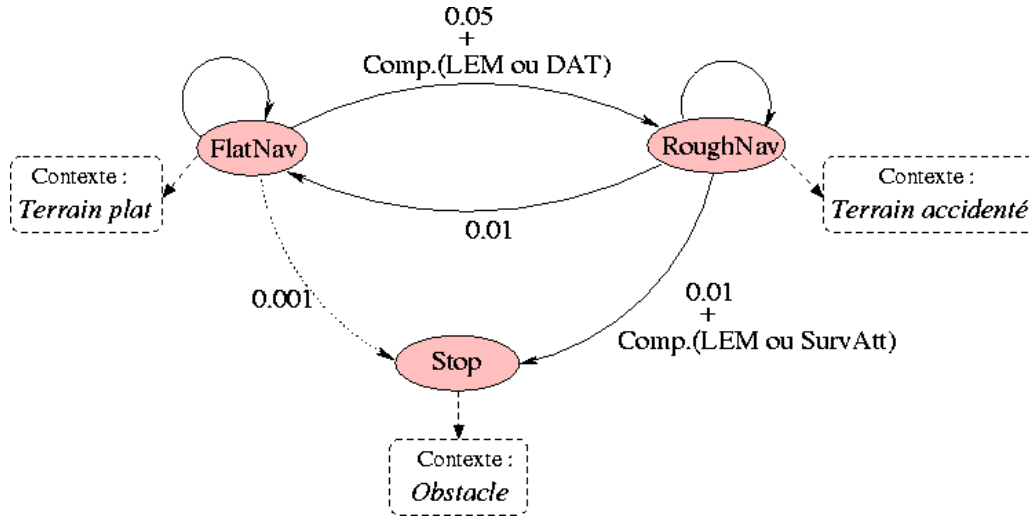 0.05
+
Comp.(LEM ou DAT)
FlatNav
RoughNav
Contexte :
Terrain plat
Contexte :
Terrain accidenté
0.01
0.001
0.01
+
Comp.(LEM ou SurvAtt)
Stop
Contexte :
Obstacle